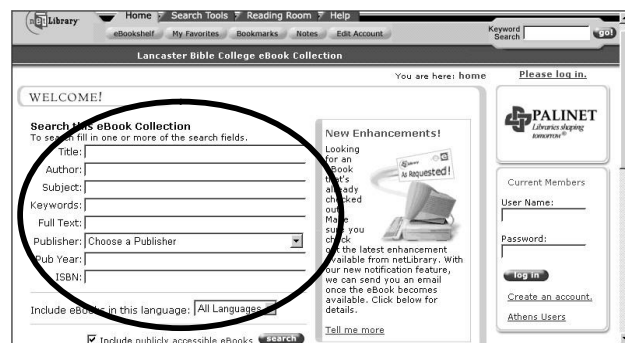 netLibrary
Home Search Tools Reading Room Help
eBookshelf My Favorites Bookmarks Notes Edit Account
Keyword
Search
go!
Lancaster Bible College eBook Collection
You are here: home
Please log in.
WELCOME!
Search this eBook Collection
To search fill in one or more of the search fields.
Title:
Author:
Subject:
Keywords:
Full Text:
Publisher: Choose a Publisher
Pub Year:
ISBN:
Include eBooks in this language: All Languages
Include publicly accessible eBooks search
New Enhancements!
Looking
for an
eBook
that's
already
checked
out?
Make
sure you
check
out the latest enhancement
available from netLibrary. With
our new notification feature,
we can send you an email
once the eBook becomes
available. Click below for
details.
Tell me more
As Requested!
PALINET
Libraries shaping
tomorrow®
Current Members
User Name:
Password:
log in
Create an account.
Athens Users